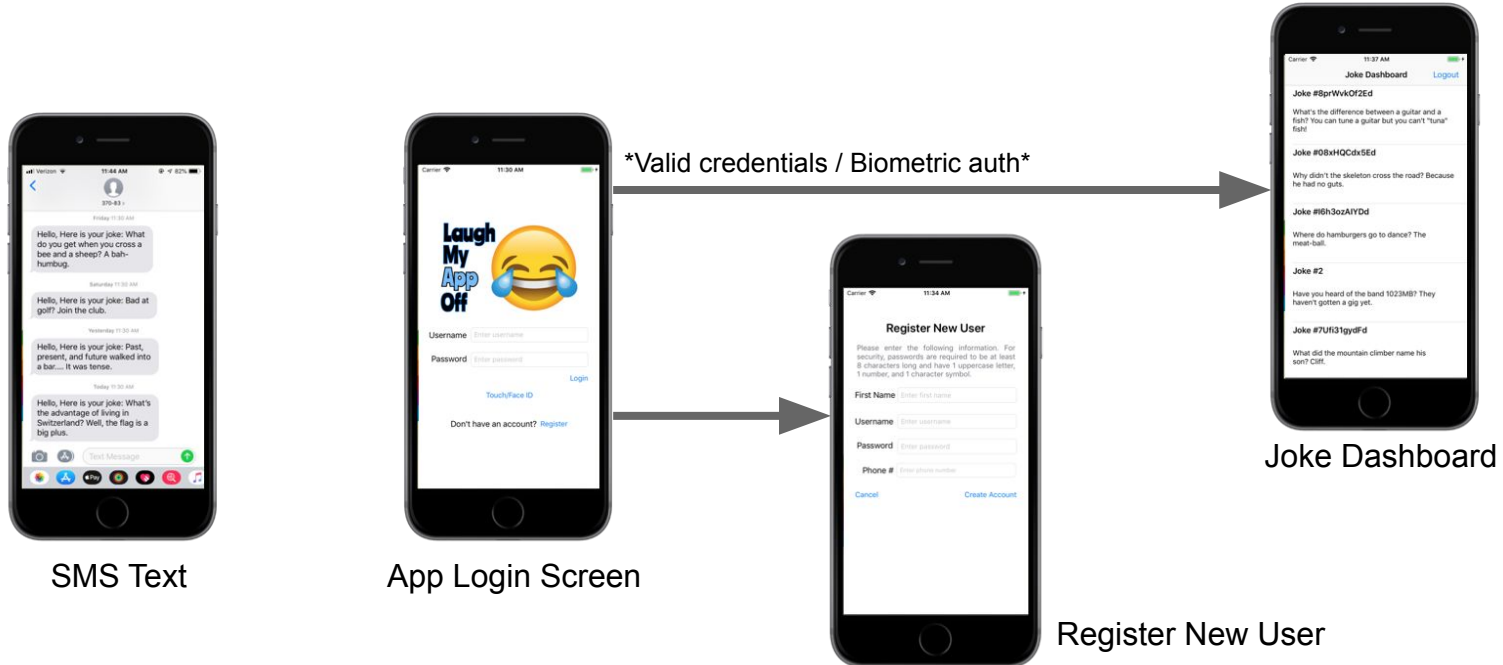 Verizon
11:44 AM
82%
370-83 >
Friday 11:30 AM
Hello, Here is your joke: What
do you get when you cross a
bee and a sheep? A bah-
humbug.
Saturday 11:30 AM
Hello, Here is your joke: Bad at
golf? Join the club.
Yesterday 11:30 AM
Hello, Here is your joke: Past,
present, and future walked into
a bar.... It was tense.
Today 11:30 AM
Hello, Here is your joke: What's
the advantage of living in
Switzerland? Well, the flag is a
big plus.
Text Message
Pay
SMS Text
Carrier
11:30 AM
Laugh
My
App
Off
Username Enter username
Password Enter password
Login
Touch/Face ID
Don't have an account? Register
App Login Screen
*Valid credentials / Biometric auth*
Carrier
11:34 AM
Register New User
Please enter the following information. For
security, passwords are required to be at least
8 characters long and have 1 uppercase letter,
1 number, and 1 character symbol.
First Name Enter first name
Username Enter username
Password Enter password
Phone # Enter phone number
Cancel Create Account
Register New User
Carrier
11:37 AM
Joke Dashboard Logout
Joke #8prWvkOf2Ed
What's the difference between a guitar and a
fish? You can tune a guitar but you can't "tuna"
fish!
Joke #08xHQCdx5Ed
Why didn't the skeleton cross the road? Because
he had no guts.
Joke #I6h3ozAIYDd
Where do hamburgers go to dance? The
meat-ball.
Joke #2
Have you heard of the band 1023MB? They
haven't gotten a gig yet.
Joke #7Ufi31gydFd
What did the mountain climber name his
son? Cliff.
Joke Dashboard